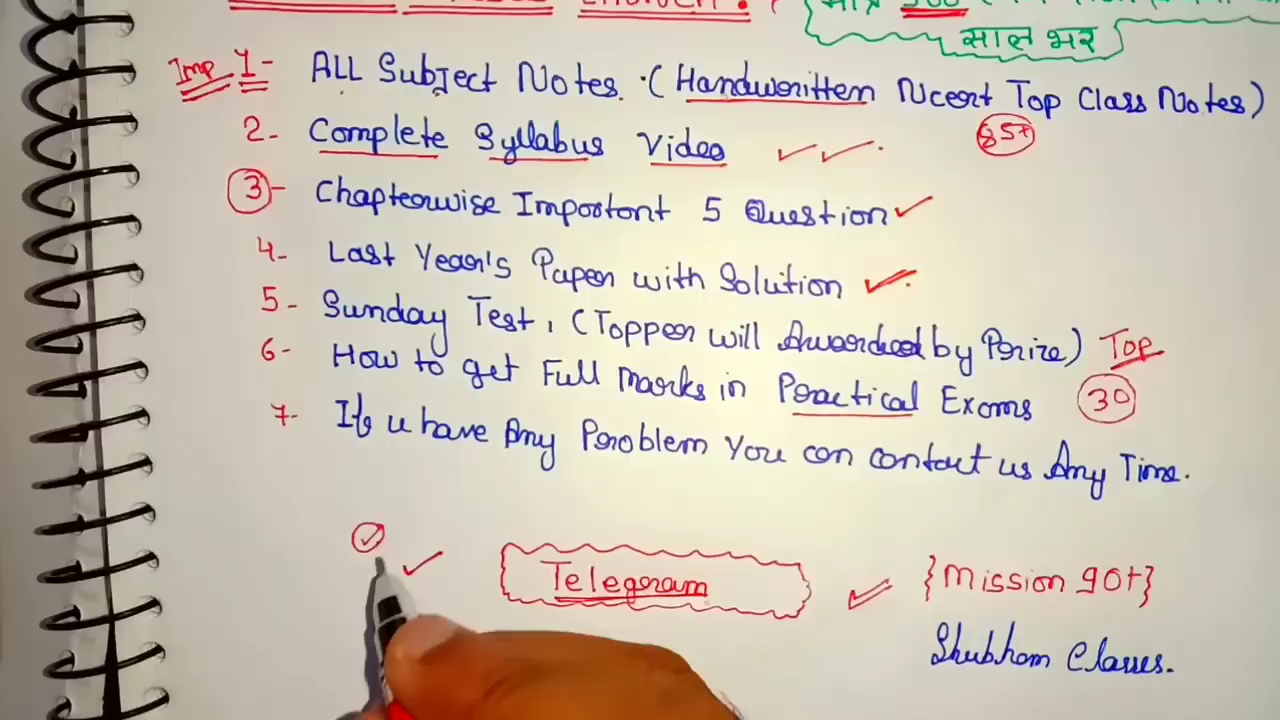 साल भर
Imp 1- ALL Subject Notes. (Handwritten Ncert Top Class Notes)
85+
2- Complete Syllabus Video
3- Chapterwise Important 5 Question
4- Last Year's Paper with Solution
5- Sunday Test, (Topper will Awarded by Prize) Top
6- How to get Full Marks in Practical Exams 30
7- If u have Any Problem You can contact us Any Time.
Telegram {Mission 90+}
Shubham Classes.